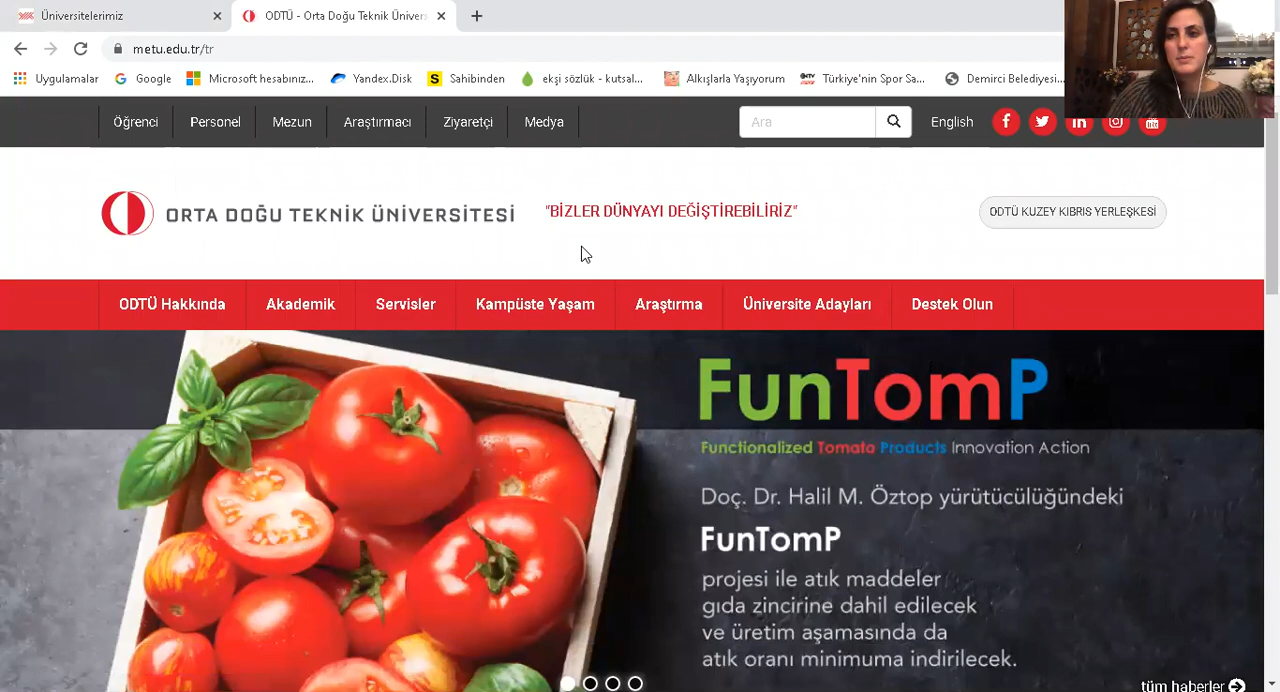 Üniversitelerimiz
ODTÜ - Orta Doğu Teknik Üniver
metu.edu.tr/tr
Uygulamalar Google Microsoft hesabınız... Yandex.Disk Sahibinden ekşi sözlük - kutsal... Alkışlarla Yaşıyorum Türkiye'nin Spor Sa... Demirci Belediyesi...
Öğrenci Personel Mezun Araştırmacı Ziyaretçi Medya Ara English
ORTA DOĞU TEKNİK ÜNİVERSİTESİ
"BİZLER DÜNYAYI DEĞİŞTİREBİLİRİZ"
ODTÜ KUZEY KIBRIS YERLEŞKESİ
ODTÜ Hakkında Akademik Servisler Kampüste Yaşam Araştırma Üniversite Adayları Destek Olun
FunTomP
Functionalized Tomato Products Innovation Action
Doç. Dr. Halil M. Öztop yürütücülüğündeki
FunTomP
projesi ile atık maddeler
gıda zincirine dahil edilecek
ve üretim aşamasında da
atık oranı minimuma indirilecek.
tüm haberler